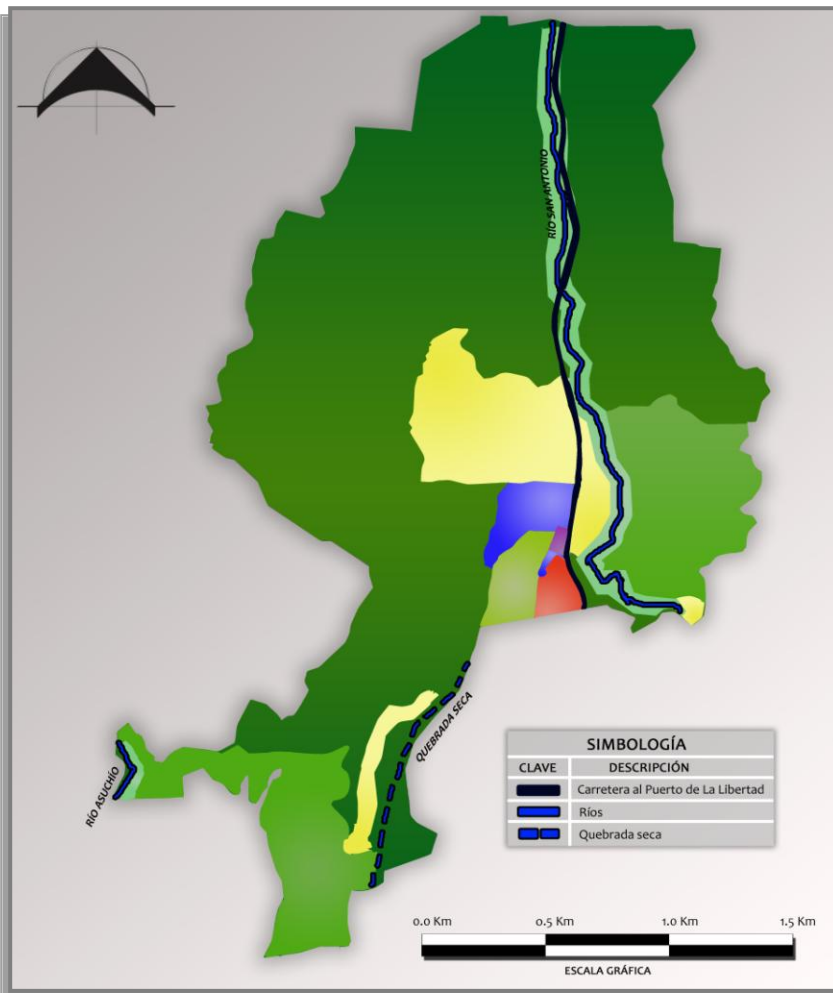 RÍO SAN ANTONIO
QUEBRADA SECA
RÍO ASUCHÍO
SIMBOLOGÍA
CLAVE DESCRIPCIÓN
Carretera al Puerto de La Libertad
Ríos
Quebrada seca
0.0 Km 0.5 Km 1.0 Km 1.5 Km
ESCALA GRÁFICA